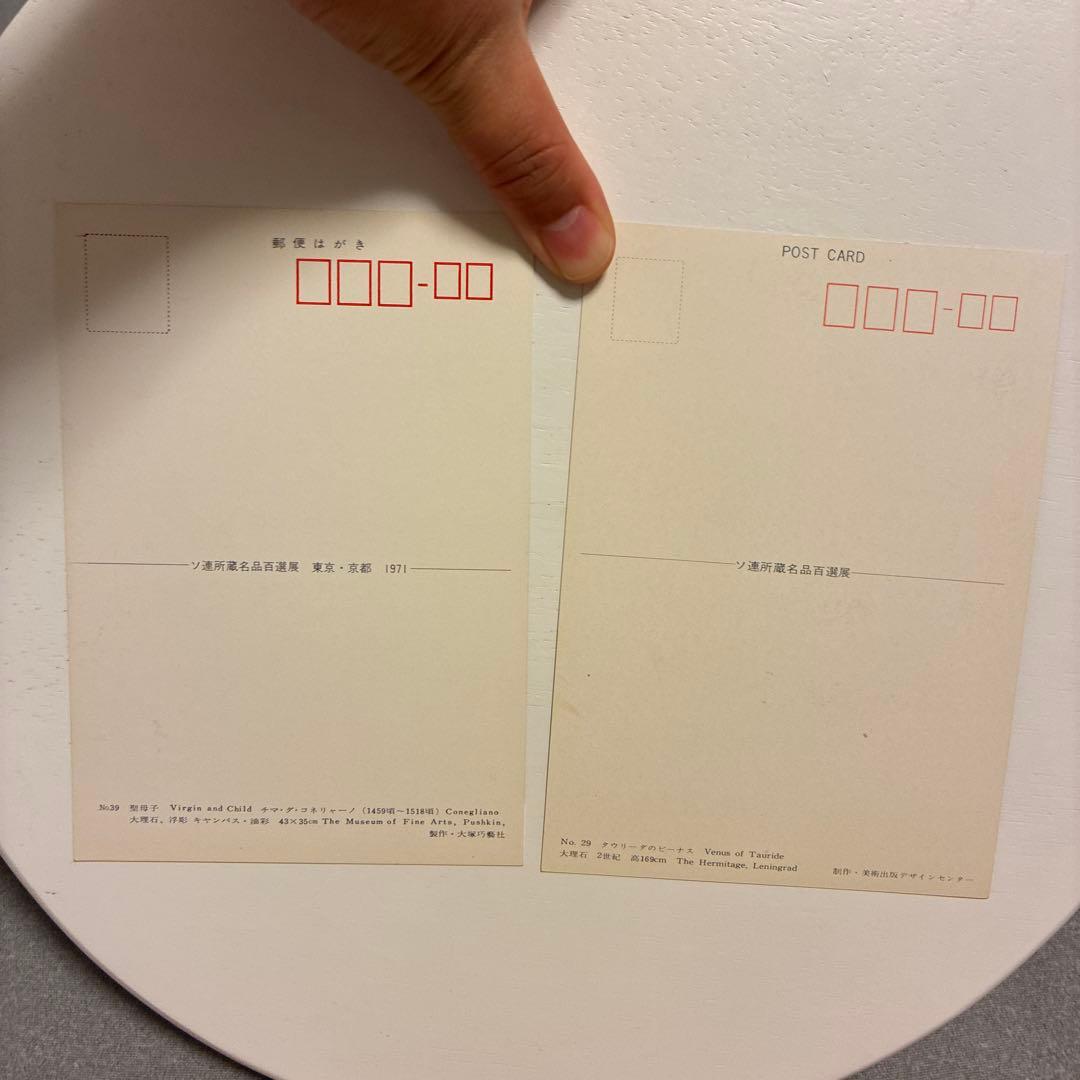 郵便はがき
ソ連所蔵名品百選展 東京・京都 1971
No.39 聖母子 Virgin and Child チマ・ダ・コネリャーノ (1459頃〜1518頃) Conegliano
大理石, 浮彫 キャンバス・油彩 43×35cm The Museum of Fine Arts, Pushkin,
製作・大塚巧藝社
POST CARD
ソ連所蔵名品百選展
No. 29 タウリーダのビーナス Venus of Tauride
大理石 2世紀 高169cm The Hermitage, Leningrad
制作・美術出版デザインセンター